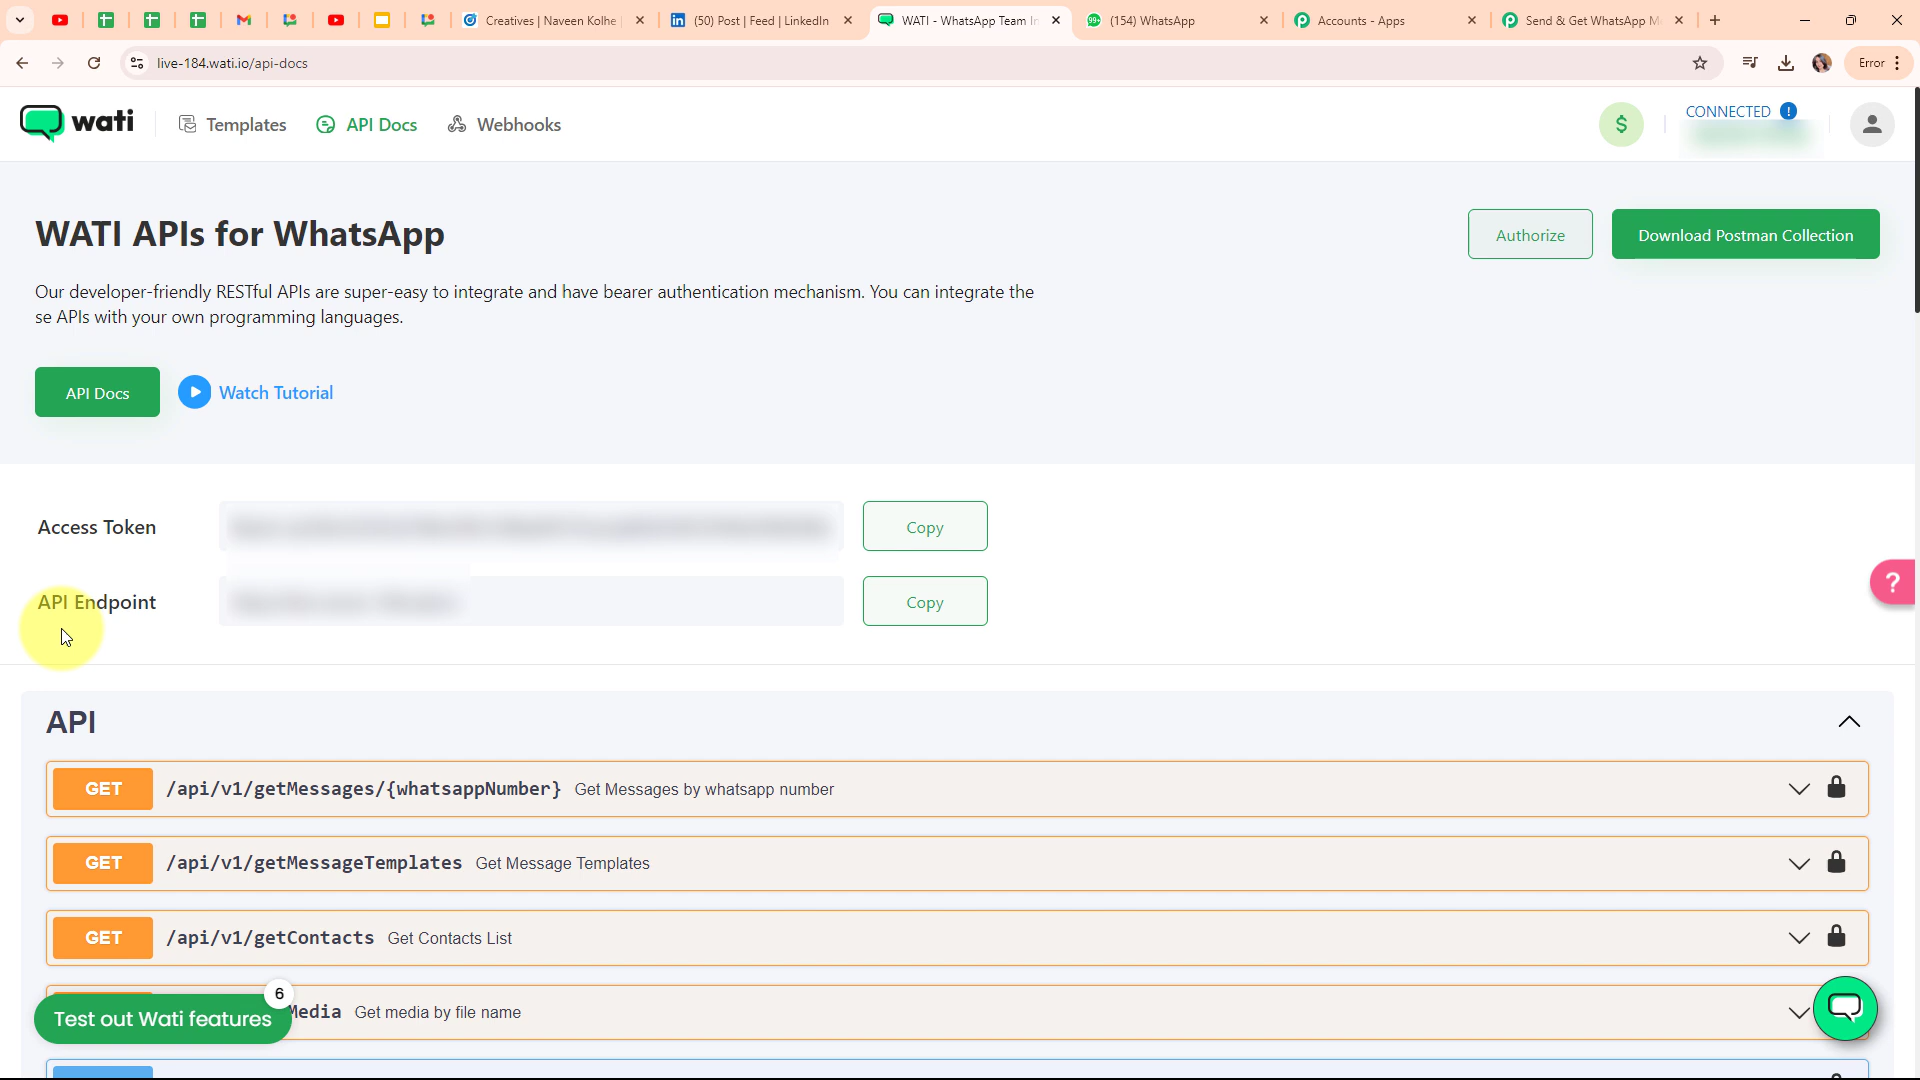 Creatives | Naveen Kolhe
(50) Post | Feed | LinkedIn
WATI - WhatsApp Team In
99+
(154) WhatsApp
Accounts - Apps
Send & Get WhatsApp M
live-184.wati.io/api-docs
Error
wati
Templates
API Docs
Webhooks
$
CONNECTED
!
WATI APIs for WhatsApp
Authorize
Download Postman Collection
Our developer-friendly RESTful APIs are super-easy to integrate and have bearer authentication mechanism. You can integrate the
se APIs with your own programming languages.
API Docs
Watch Tutorial
Access Token
Copy
API Endpoint
Copy
?
API
GET /api/v1/getMessages/{whatsappNumber} Get Messages by whatsapp number
GET /api/v1/getMessageTemplates Get Message Templates
GET /api/v1/getContacts Get Contacts List
Media Get media by file name
6
Test out Wati features